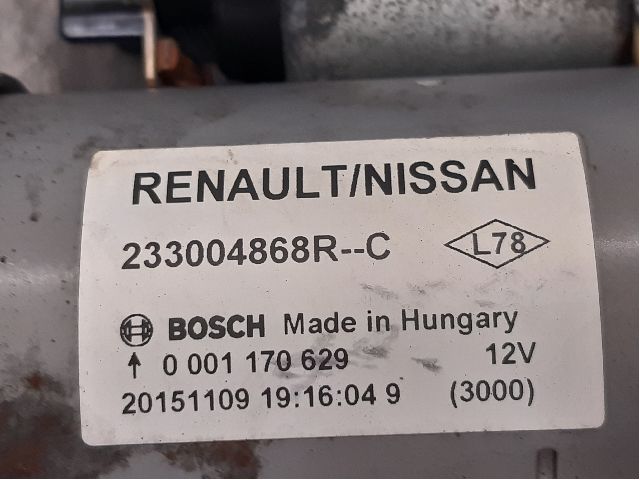 RENAULT/NISSAN
233004868R--C L78
BOSCH Made in Hungary
↑ 0 001 170 629 12V
20151109 19:16:04 9 (3000)